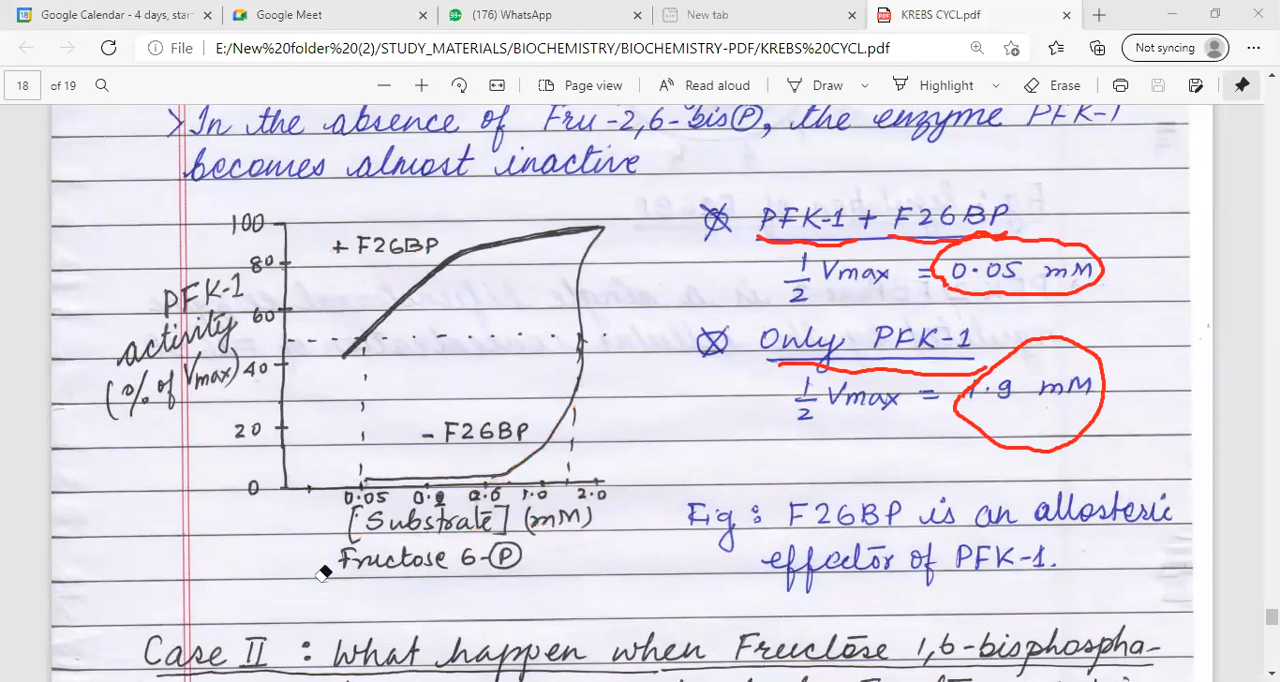 Google Calendar - 4 days, star
Google Meet
(176) WhatsApp
New tab
KREBS CYCL.pdf
File
E:/New%20folder%20(2)/STUDY_MATERIALS/BIOCHEMISTRY/BIOCHEMISTRY-PDF/KREBS%20CYCL.pdf
Not syncing
18 of 19
Page view
Read aloud
Draw
Highlight
Erase
>In the absence of Fru-2,6-bisⓅ, the enzyme PFK-1
becomes almost inactive
100
80
60
40
20
0
PFK-1
activity
(% of Vmax)
+ F26BP
- F26BP
0.05 0.2 1.0 2.0
[Substrate] (mM)
Fructose 6-Ⓟ
PFK-1 + F26BP
1/2 Vmax = 0.05 mM
Only PFK-1
1/2 Vmax = 1.9 mM
Fig : F26BP is an allosteric
effector of PFK-1.
Case II : What happen when Fructose 1,6-bisphospha-